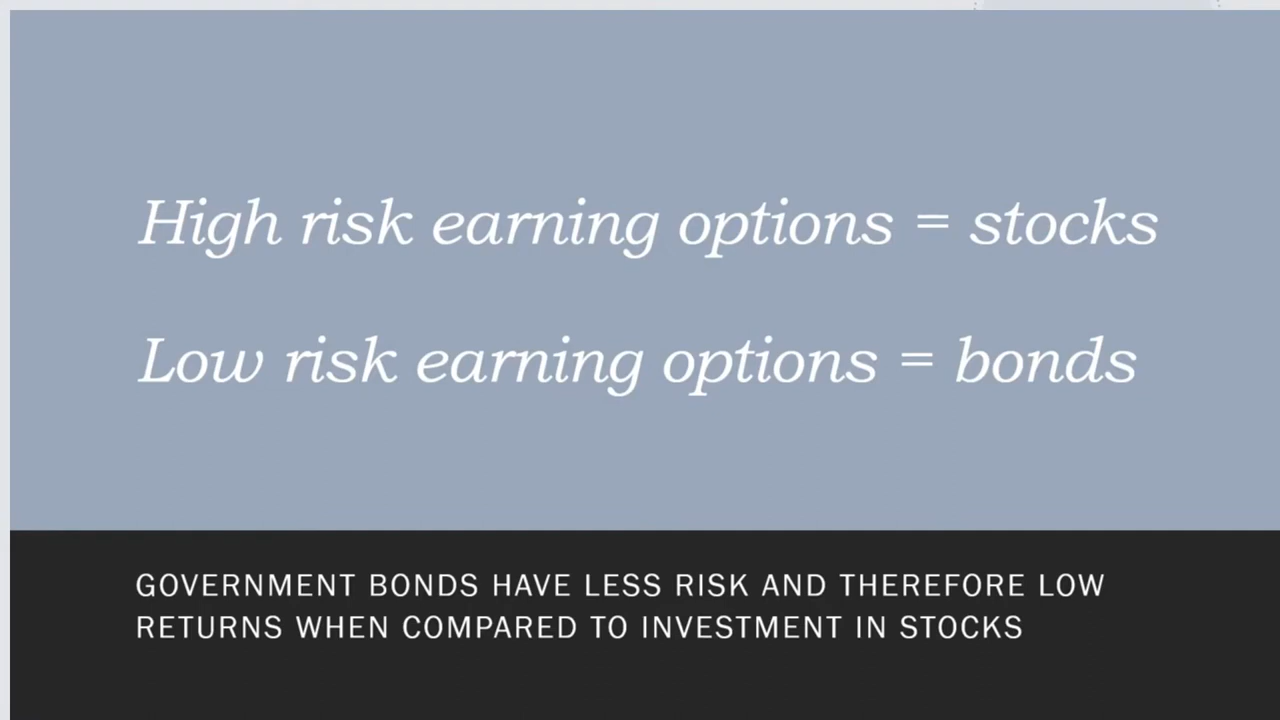 High risk earning options = stocks
Low risk earning options = bonds
GOVERNMENT BONDS HAVE LESS RISK AND THEREFORE LOW
RETURNS WHEN COMPARED TO INVESTMENT IN STOCKS